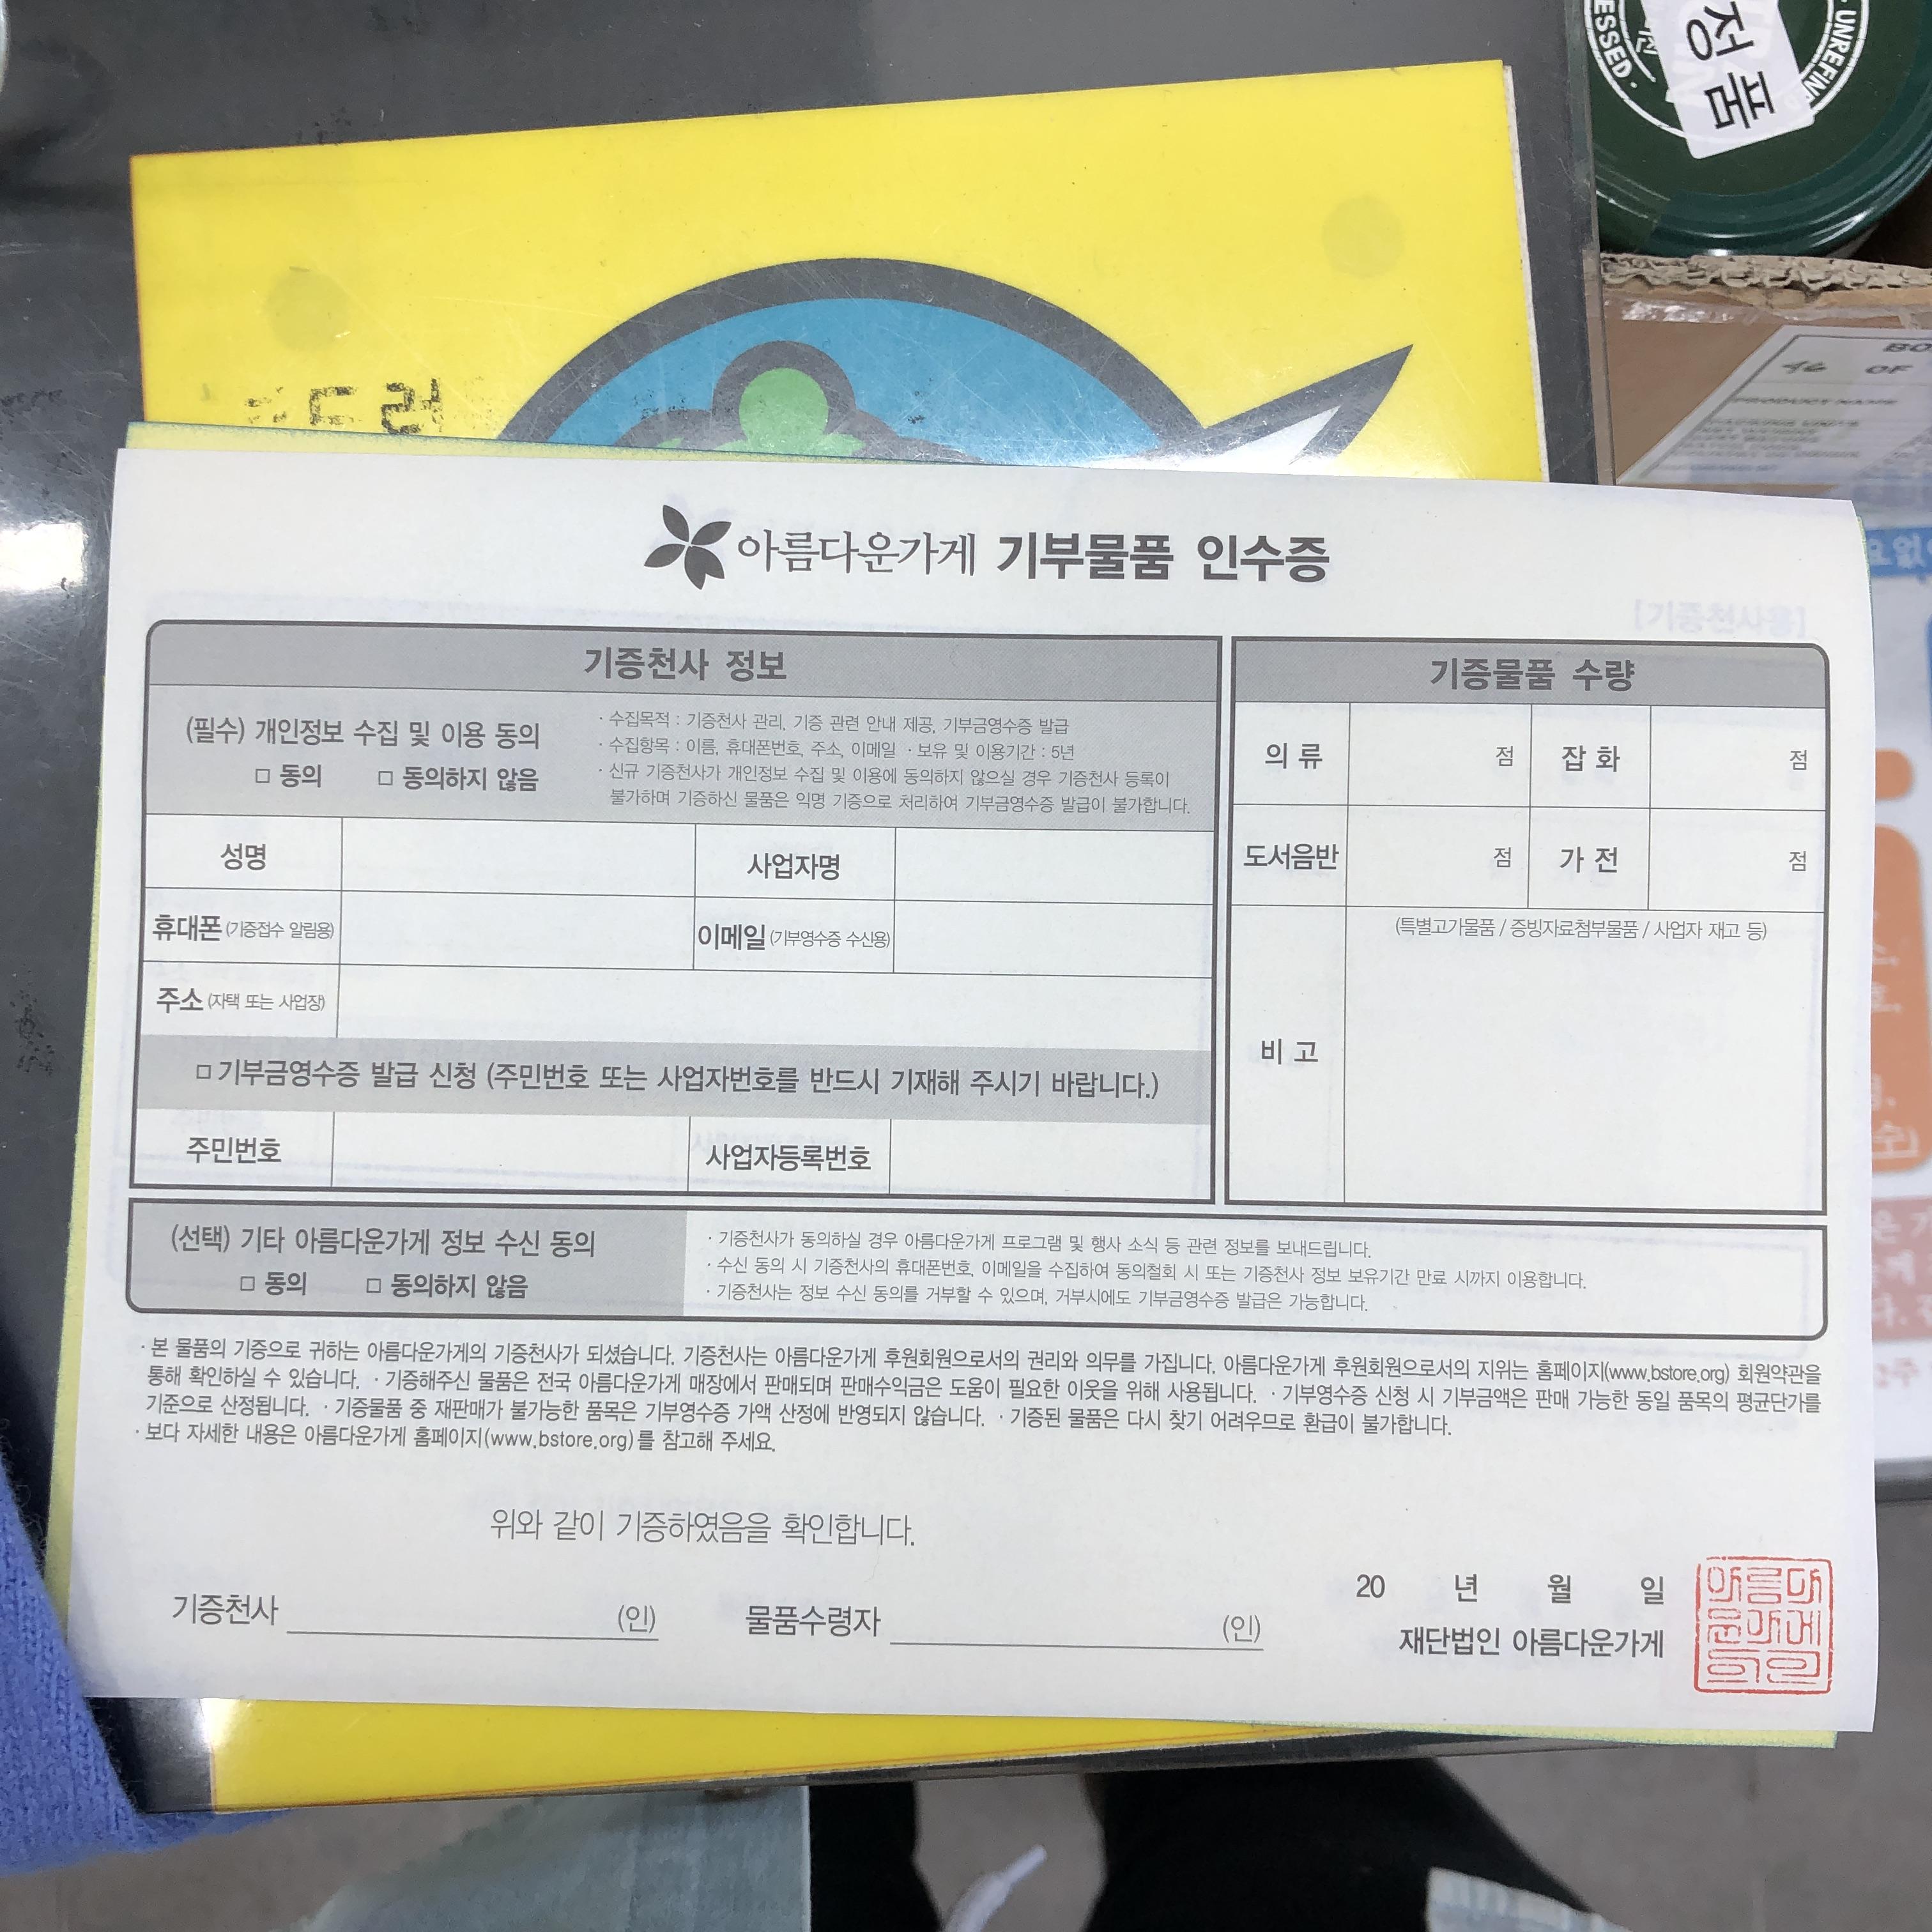 정품
UNREFIN
ESSED
BO
OF
PRODUCT NAME
드러
아름다운가게 기부물품 인수증
[기증천사용]
기증천사 정보
(필수) 개인정보 수집 및 이용 동의
□ 동의 □ 동의하지 않음
· 수집목적 : 기증천사 관리, 기증 관련 안내 제공, 기부금영수증 발급
· 수집항목 : 이름, 휴대폰번호, 주소, 이메일 · 보유 및 이용기간 : 5년
· 신규 기증천사가 개인정보 수집 및 이용에 동의하지 않으실 경우 기증천사 등록이
불가하며 기증하신 물품은 익명 기증으로 처리하여 기부금영수증 발급이 불가합니다.
성명 사업자명
휴대폰 (기증접수 알림용) 이메일 (기부영수증 수신용)
주소 (자택 또는 사업장)
□ 기부금영수증 발급 신청 (주민번호 또는 사업자번호를 반드시 기재해 주시기 바랍니다.)
주민번호 사업자등록번호
기증물품 수량
의 류 점 잡 화 점
도서음반 점 가 전 점
비 고 (특별고가물품 / 증빙자료첨부물품 / 사업자 재고 등)
(선택) 기타 아름다운가게 정보 수신 동의
□ 동의 □ 동의하지 않음
· 기증천사가 동의하실 경우 아름다운가게 프로그램 및 행사 소식 등 관련 정보를 보내드립니다.
· 수신 동의 시 기증천사의 휴대폰번호, 이메일을 수집하여 동의철회 시 또는 기증천사 정보 보유기간 만료 시까지 이용합니다.
· 기증천사는 정보 수신 동의를 거부할 수 있으며, 거부시에도 기부금영수증 발급은 가능합니다.
· 본 물품의 기증으로 귀하는 아름다운가게의 기증천사가 되셨습니다. 기증천사는 아름다운가게 후원회원으로서의 권리와 의무를 가집니다. 아름다운가게 후원회원으로서의 지위는 홈페이지(www.bstore.org) 회원약관을
통해 확인하실 수 있습니다. · 기증해주신 물품은 전국 아름다운가게 매장에서 판매되며 판매수익금은 도움이 필요한 이웃을 위해 사용됩니다. · 기부영수증 신청 시 기부금액은 판매 가능한 동일 품목의 평균단가를
기준으로 산정됩니다. · 기증물품 중 재판매가 불가능한 품목은 기부영수증 가액 산정에 반영되지 않습니다. · 기증된 물품은 다시 찾기 어려우므로 환급이 불가합니다.
· 보다 자세한 내용은 아름다운가게 홈페이지(www.bstore.org)를 참고해 주세요.
위와 같이 기증하였음을 확인합니다.
기증천사 (인) 물품수령자 (인)
20 년 월 일
재단법인 아름다운가게
아름다
운가게
의인